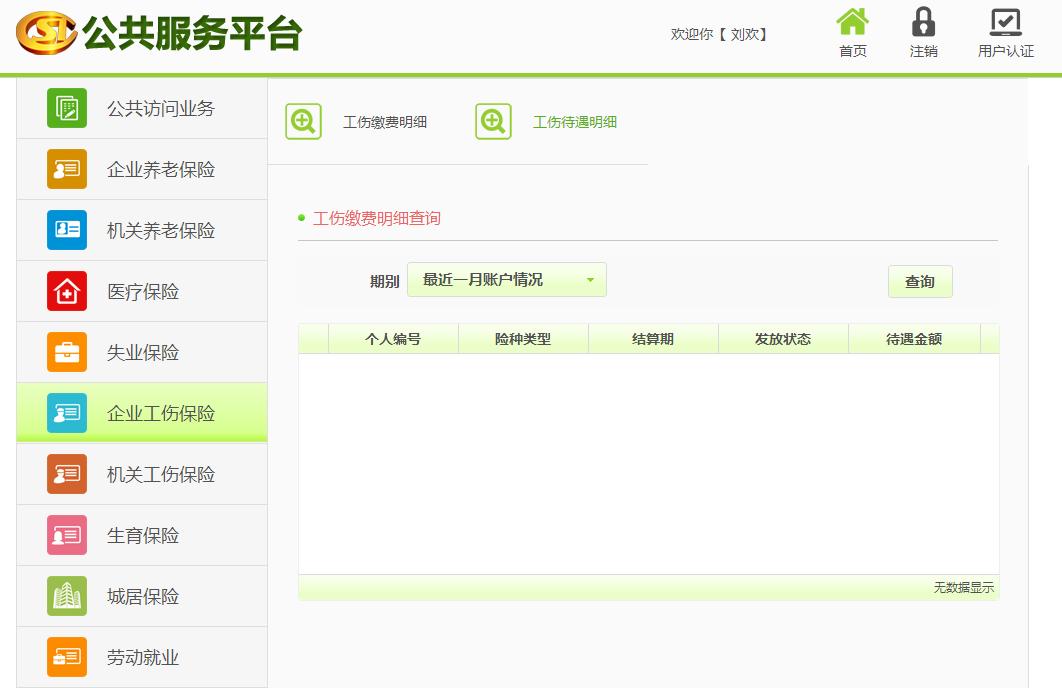 CSI 公共服务平台
欢迎你【 刘欢】
首页
注销
用户认证
公共访问业务
企业养老保险
机关养老保险
医疗保险
失业保险
企业工伤保险
机关工伤保险
生育保险
城居保险
劳动就业
工伤缴费明细
工伤待遇明细
工伤缴费明细查询
期别 最近一月账户情况 查询
个人编号 险种类型 结算期 发放状态 待遇金额
无数据显示